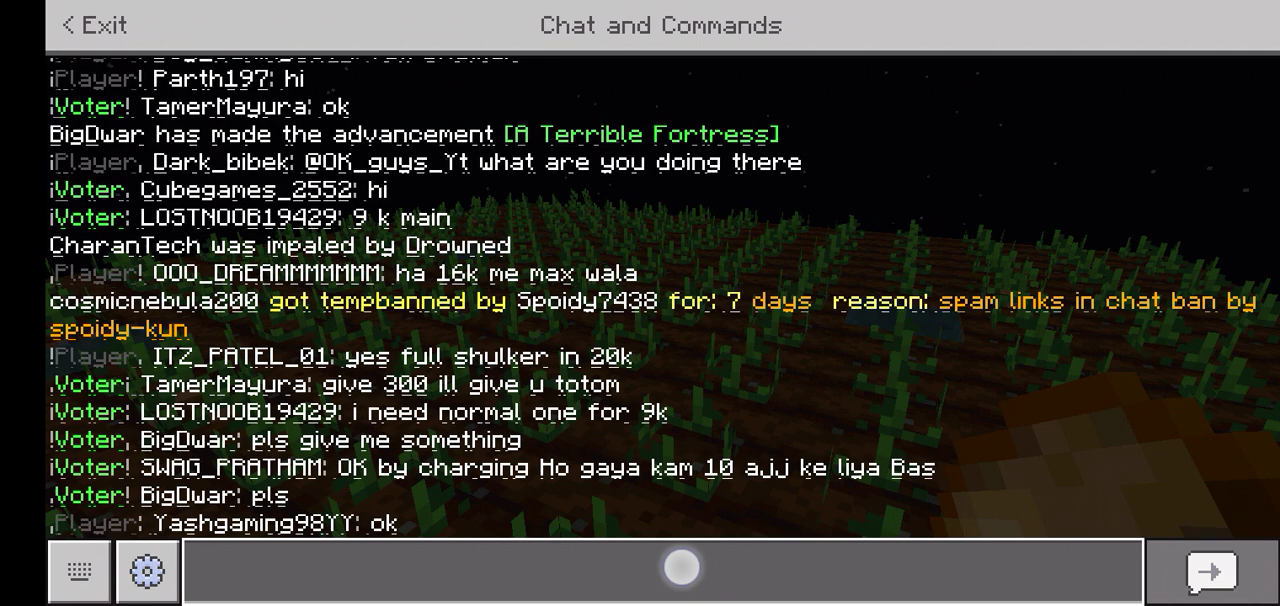 < Exit
Chat and Commands
Player! Parth197: hi
Voter! TamerMayura: ok
BigDwar has made the advancement [A Terrible Fortress]
Player, Dark_bibek: @OK_guys_Yt what are you doing there
Voter. Cubegames_2552: hi
Voter: LOSTNOOB19429: 9 k main
CharanTech was impaled by Drowned
Player! OOO_DREAMMMMMMM: ha 16k me max wala
cosmicnebula200 got tempbanned by Spoidy7438 for: 7 days  reason: spam links in chat ban by
spoidy-kun
Player. ITZ_PATEL_01: yes full shulker in 20k
Voter: TamerMayura: give 300 ill give u totom
Voter: LOSTNOOB19429: i need normal one for 9k
Voter. BigDwar: pls give me something
Voter! SWAG_PRATHAM: OK by charging Ho gaya kam 10 ajj ke liya Bas
Voter! BigDwar: pls
Player: Yashgaming98YY: ok